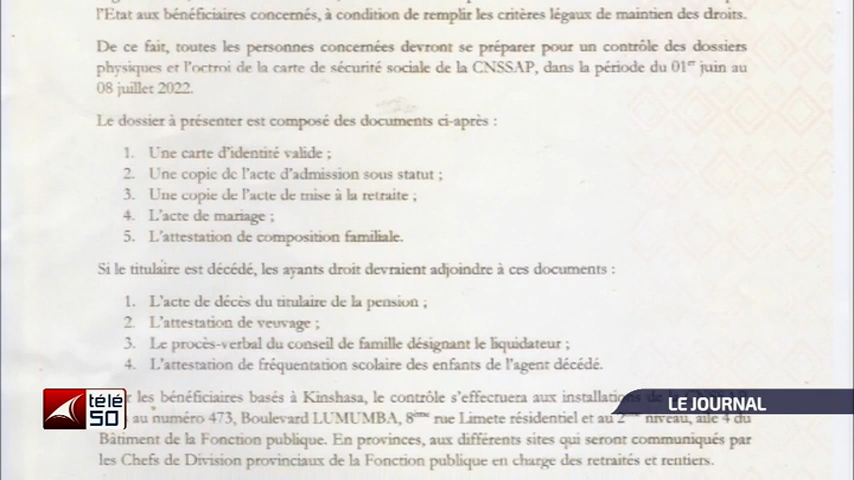 l'Etat aux bénéficiaires concernés, à condition de remplir les critères légaux de maintien des droits.
De ce fait, toutes les personnes concernées devront se préparer pour un contrôle des dossiers
physiques et l'octroi de la carte de sécurité sociale de la CNSSAP, dans la période du 01er juin au
08 juillet 2022.
Le dossier à présenter est composé des documents ci-après :
1. Une carte d'identité valide ;
2. Une copie de l'acte d'admission sous statut ;
3. Une copie de l'acte de mise à la retraite ;
4. L'acte de mariage ;
5. L'attestation de composition familiale.
Si le titulaire est décédé, les ayants droit devraient adjoindre à ces documents :
1. L'acte de décès du titulaire de la pension ;
2. L'attestation de veuvage ;
3. Le procès-verbal du conseil de famille désignant le liquidateur ;
4. L'attestation de fréquentation scolaire des enfants de l'agent décédé.
les bénéficiaires basés à Kinshasa, le contrôle s'effectuera aux installations
au numéro 473, Boulevard LUMUMBA, 8ème rue Limete résidentiel et au 2ème niveau, aile 4 du
Bâtiment de la Fonction publique. En provinces, aux différents sites qui seront communiqués par
les Chefs de Division provinciaux de la Fonction publique en charge des retraités et rentiers.
télé
50
LE JOURNAL